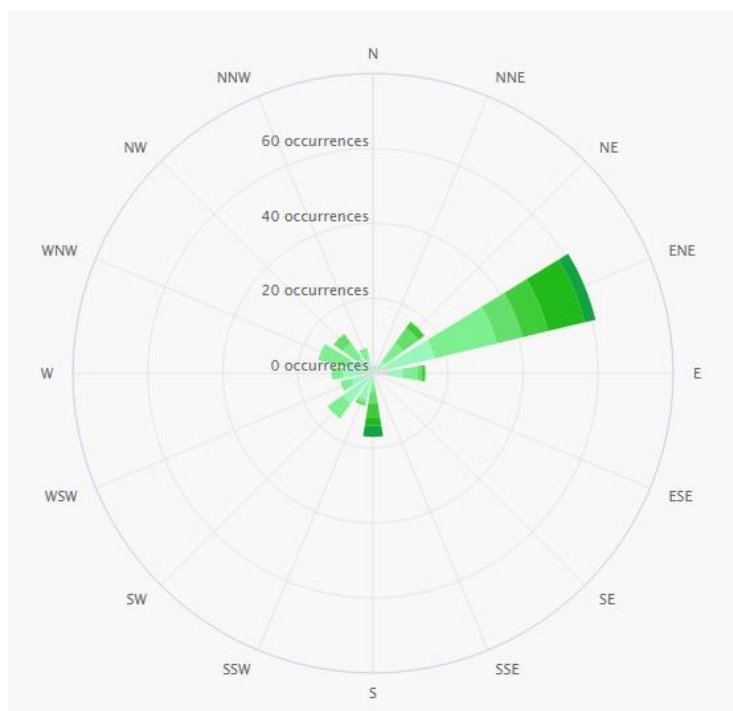 N
NNW
NNE
60 occurrences
NW
NE
40 occurrences
WNW
ENE
20 occurrences
0 occurrences
W
E
WSW
ESE
SW
SE
SSW
SSE
S